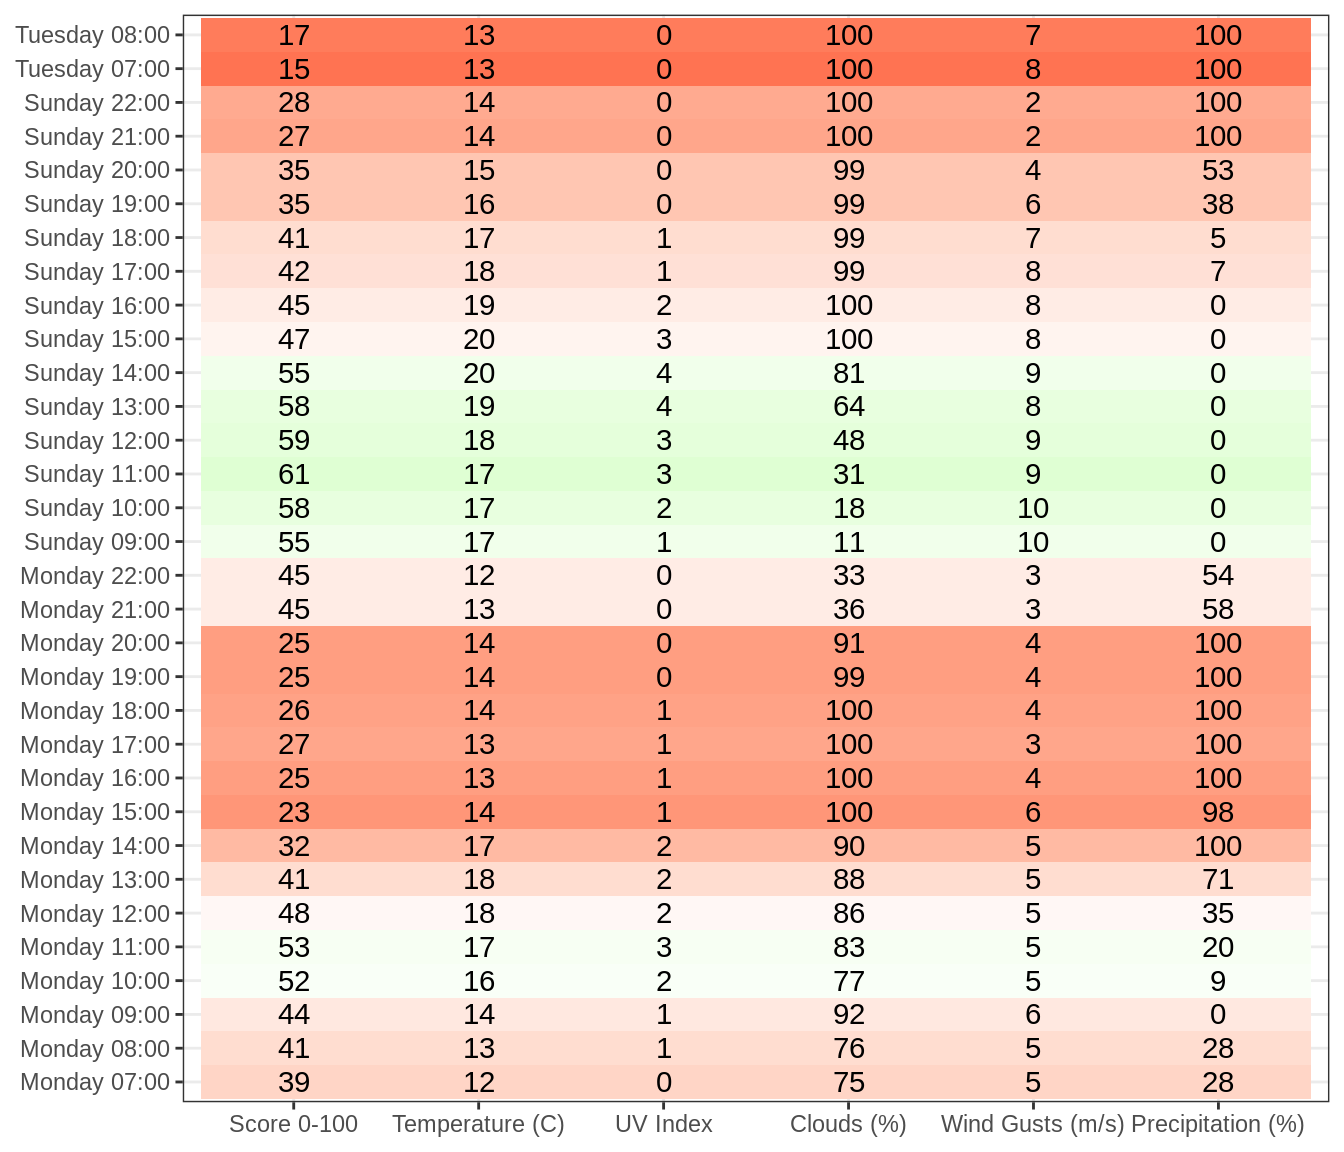 Tuesday 08:00 17 13 0 100 7 100
Tuesday 07:00 15 13 0 100 8 100
Sunday 22:00 28 14 0 100 2 100
Sunday 21:00 27 14 0 100 2 100
Sunday 20:00 35 15 0 99 4 53
Sunday 19:00 35 16 0 99 6 38
Sunday 18:00 41 17 1 99 7 5
Sunday 17:00 42 18 1 99 8 7
Sunday 16:00 45 19 2 100 8 0
Sunday 15:00 47 20 3 100 8 0
Sunday 14:00 55 20 4 81 9 0
Sunday 13:00 58 19 4 64 8 0
Sunday 12:00 59 18 3 48 9 0
Sunday 11:00 61 17 3 31 9 0
Sunday 10:00 58 17 2 18 10 0
Sunday 09:00 55 17 1 11 10 0
Monday 22:00 45 12 0 33 3 54
Monday 21:00 45 13 0 36 3 58
Monday 20:00 25 14 0 91 4 100
Monday 19:00 25 14 0 99 4 100
Monday 18:00 26 14 1 100 4 100
Monday 17:00 27 13 1 100 3 100
Monday 16:00 25 13 1 100 4 100
Monday 15:00 23 14 1 100 6 98
Monday 14:00 32 17 2 90 5 100
Monday 13:00 41 18 2 88 5 71
Monday 12:00 48 18 2 86 5 35
Monday 11:00 53 17 3 83 5 20
Monday 10:00 52 16 2 77 5 9
Monday 09:00 44 14 1 92 6 0
Monday 08:00 41 13 1 76 5 28
Monday 07:00 39 12 0 75 5 28
Score 0-100 Temperature (C) UV Index Clouds (%) Wind Gusts (m/s) Precipitation (%)